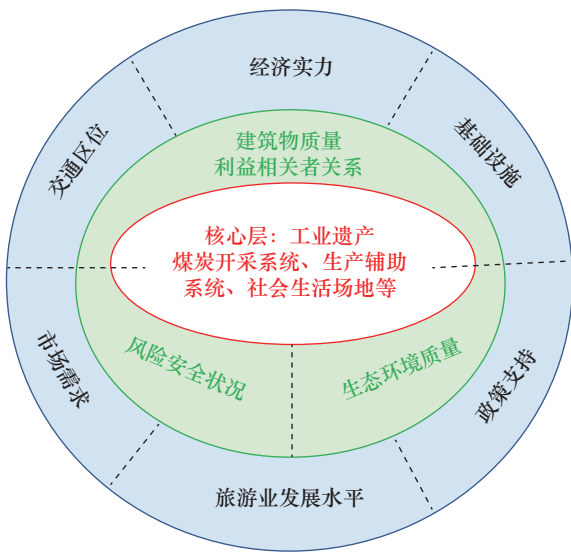 经济实力
交通区位
基础设施
建筑物质量
利益相关者关系
核心层：工业遗产
煤炭开采系统、生产辅助
系统、社会生活场地等
市场需求
风险安全状况
生态环境质量
政策支持
旅游业发展水平